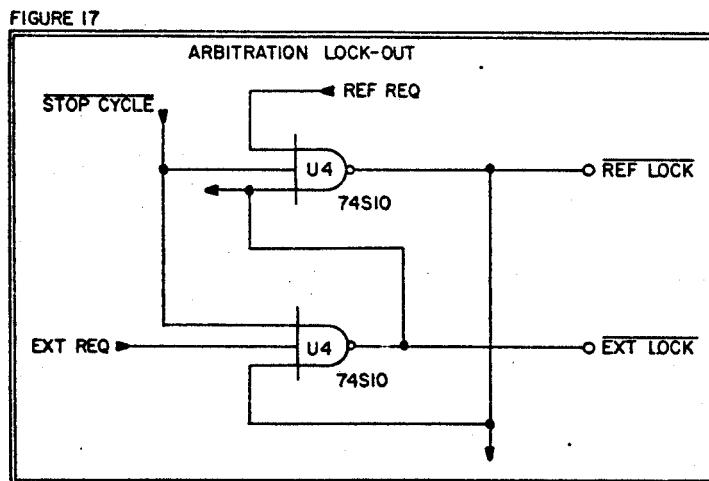 FIGURE 17
ARBITRATION LOCK-OUT
STOP CYCLE
REF REQ
U4
74S10
REF LOCK
EXT REQ
U4
74S10
EXT LOCK